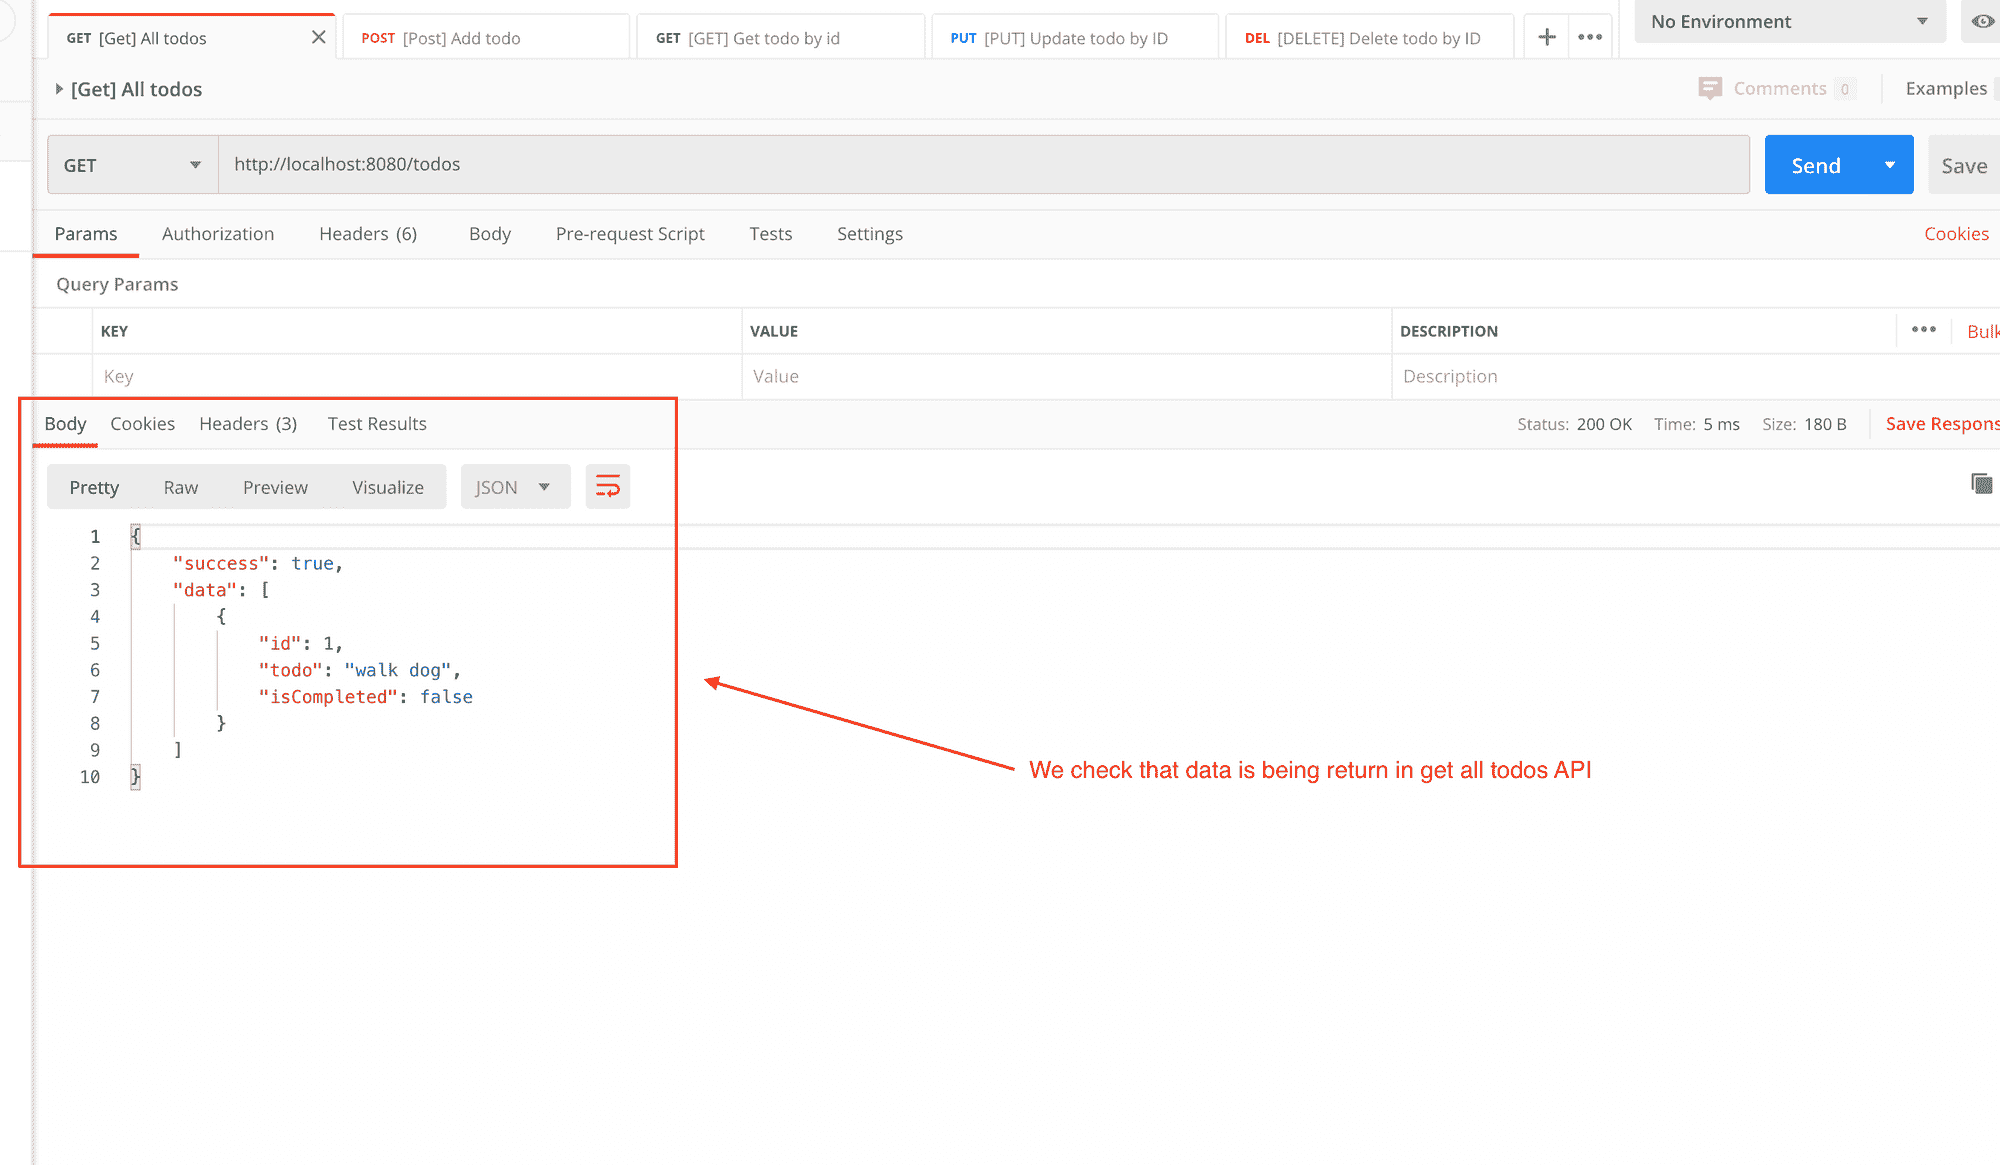 GET [Get] All todos
POST [Post] Add todo
GET [GET] Get todo by id
PUT [PUT] Update todo by ID
DEL [DELETE] Delete todo by ID
No Environment
[Get] All todos
Comments 0
Examples
GET
http://localhost:8080/todos
Send
Save
Params Authorization Headers (6) Body Pre-request Script Tests Settings Cookies
Query Params
KEY VALUE DESCRIPTION ••• Bulk
Key Value Description
Body Cookies Headers (3) Test Results Status: 200 OK Time: 5 ms Size: 180 B Save Respons
Pretty Raw Preview Visualize JSON
1 {
2 "success": true,
3 "data": [
4 {
5 "id": 1,
6 "todo": "walk dog",
7 "isCompleted": false
8 }
9 ]
10 }
We check that data is being return in get all todos API